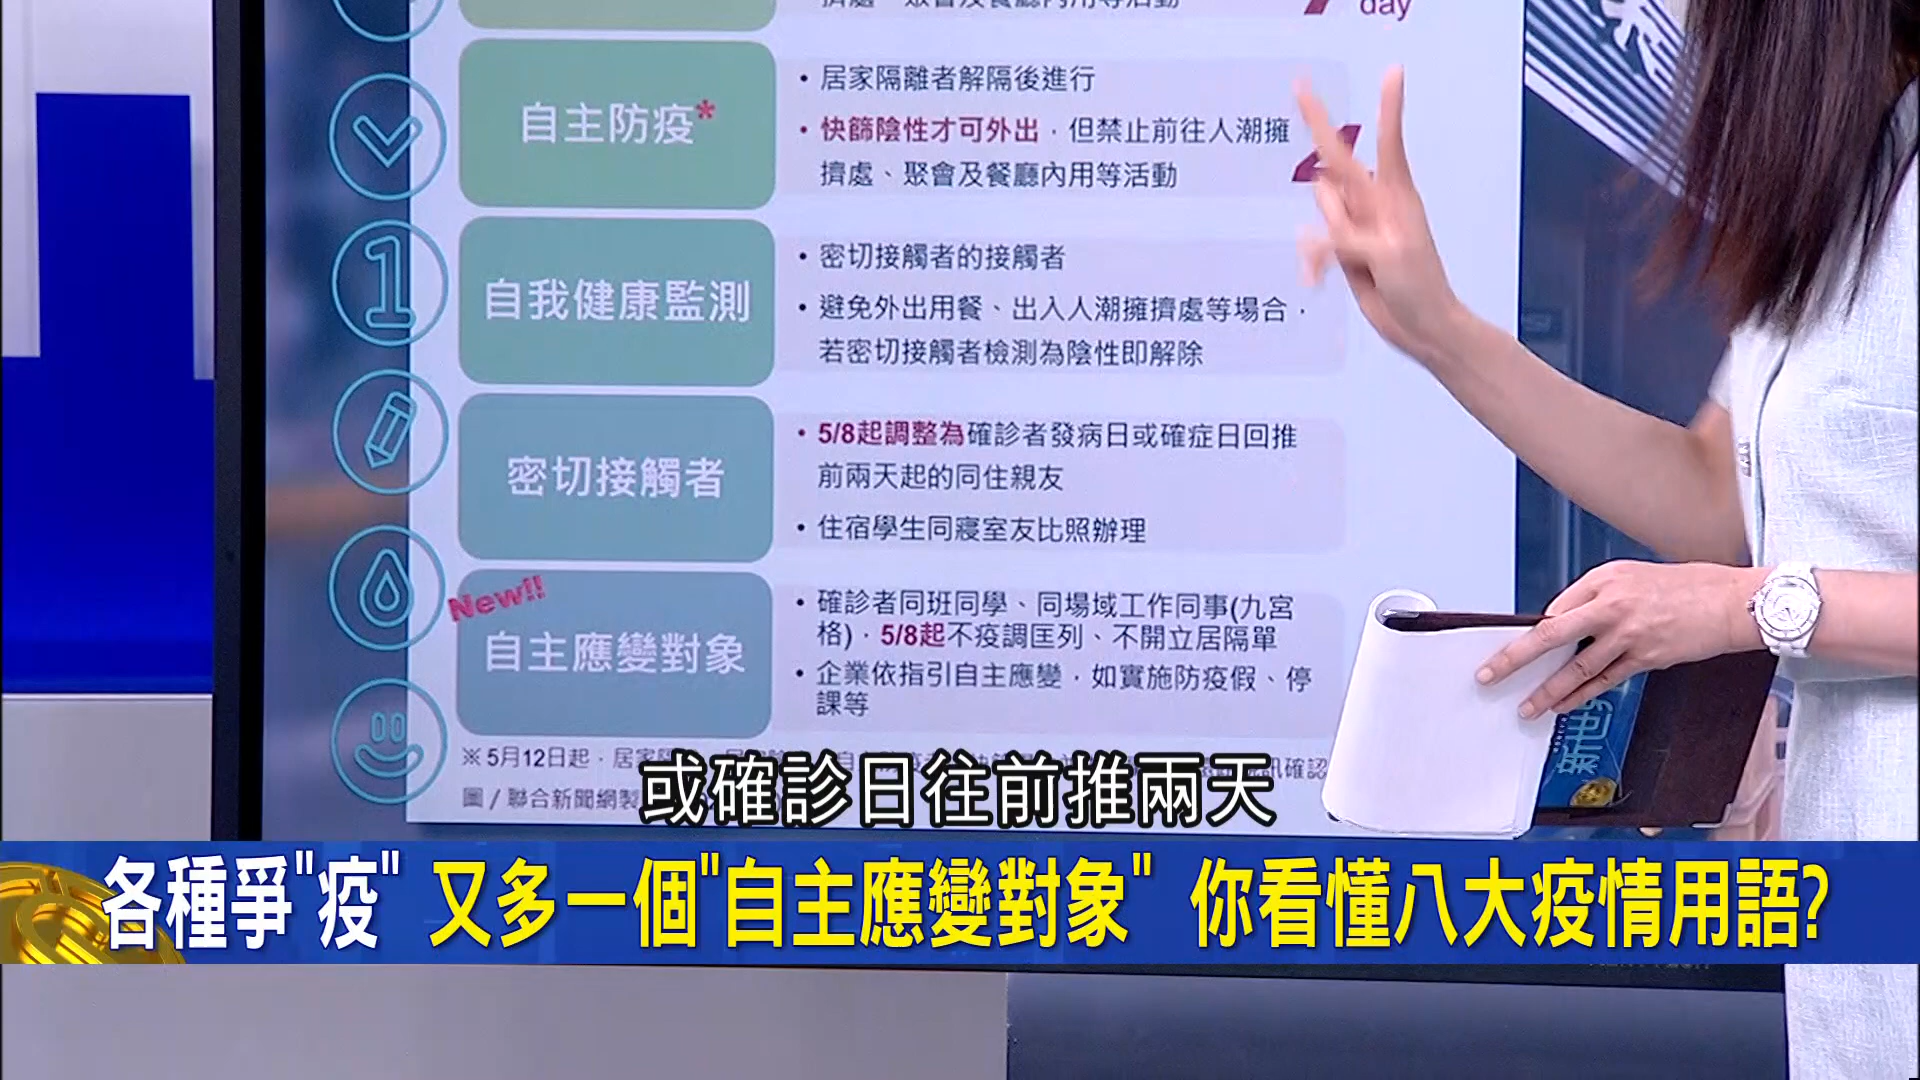 day
自主防疫*
• 居家隔離者解隔後進行
• 快篩陰性才可外出，但禁止前往人潮擁
擠處、聚會及餐廳內用等活動
自我健康監測
• 密切接觸者的接觸者
• 避免外出用餐、出入人潮擁擠處等場合，
若密切接觸者檢測為陰性即解除
密切接觸者
• 5/8起調整為確診者發病日或確症日回推
前兩天起的同住親友
• 住宿學生同寢室友比照辦理
New!!
自主應變對象
• 確診者同班同學、同場域工作同事(九宮
格)，5/8起不疫調匡列、不開立居隔單
• 企業依指引自主應變，如實施防疫假、停
課等
※ 5月12日起，居家隔
圖 / 聯合新聞網製
或確診日往前推兩天
新世
各種爭"疫" 又多一個"自主應變對象" 你看懂八大疫情用語?